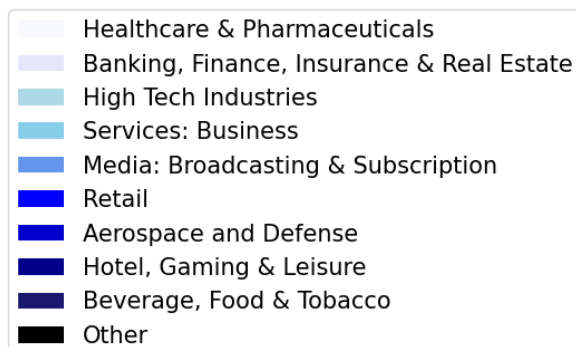 Healthcare & Pharmaceuticals
Banking, Finance, Insurance & Real Estate
High Tech Industries
Services: Business
Media: Broadcasting & Subscription
Retail
Aerospace and Defense
Hotel, Gaming & Leisure
Beverage, Food & Tobacco
Other